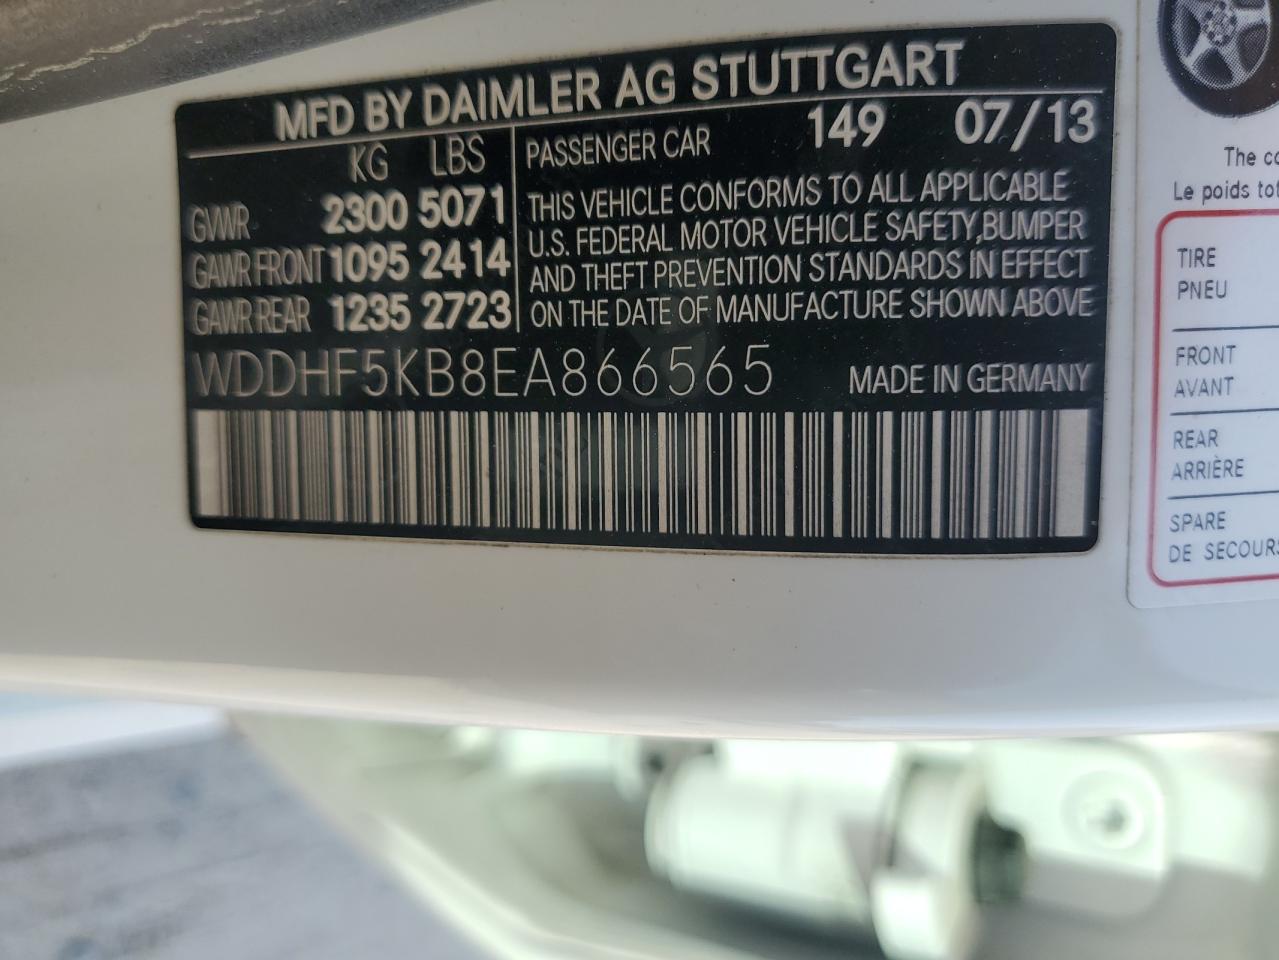 MFD BY DAIMLER AG STUTTGART
KG LBS
GVWR 2300 5071
GAWR FRONT 1095 2414
GAWR REAR 1235 2723
PASSENGER CAR 149 07/13
THIS VEHICLE CONFORMS TO ALL APPLICABLE
U.S. FEDERAL MOTOR VEHICLE SAFETY,BUMPER
AND THEFT PREVENTION STANDARDS IN EFFECT
ON THE DATE OF MANUFACTURE SHOWN ABOVE
WDDHF5KB8EA866565 MADE IN GERMANY
The
Le poids
TIRE
PNEU
FRONT
AVANT
REAR
ARRIÈRE
SPARE
DE SECOURS